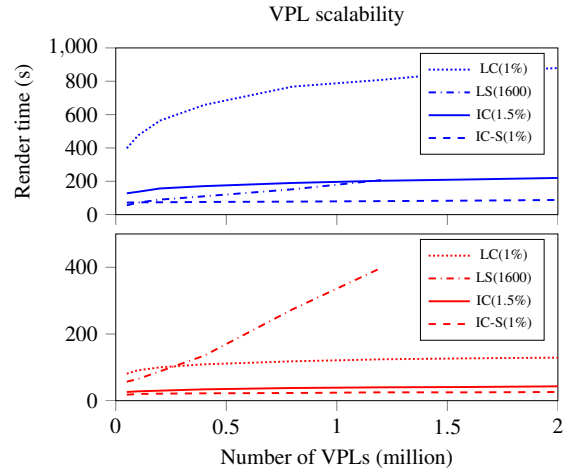 VPL scalability
1,000
800
600
400
200
0
Render time (s)
LC(1%)
LS(1600)
IC(1.5%)
IC-S(1%)
400
200
0
LC(1%)
LS(1600)
IC(1.5%)
IC-S(1%)
0 0.5 1 1.5 2
Number of VPLs (million)